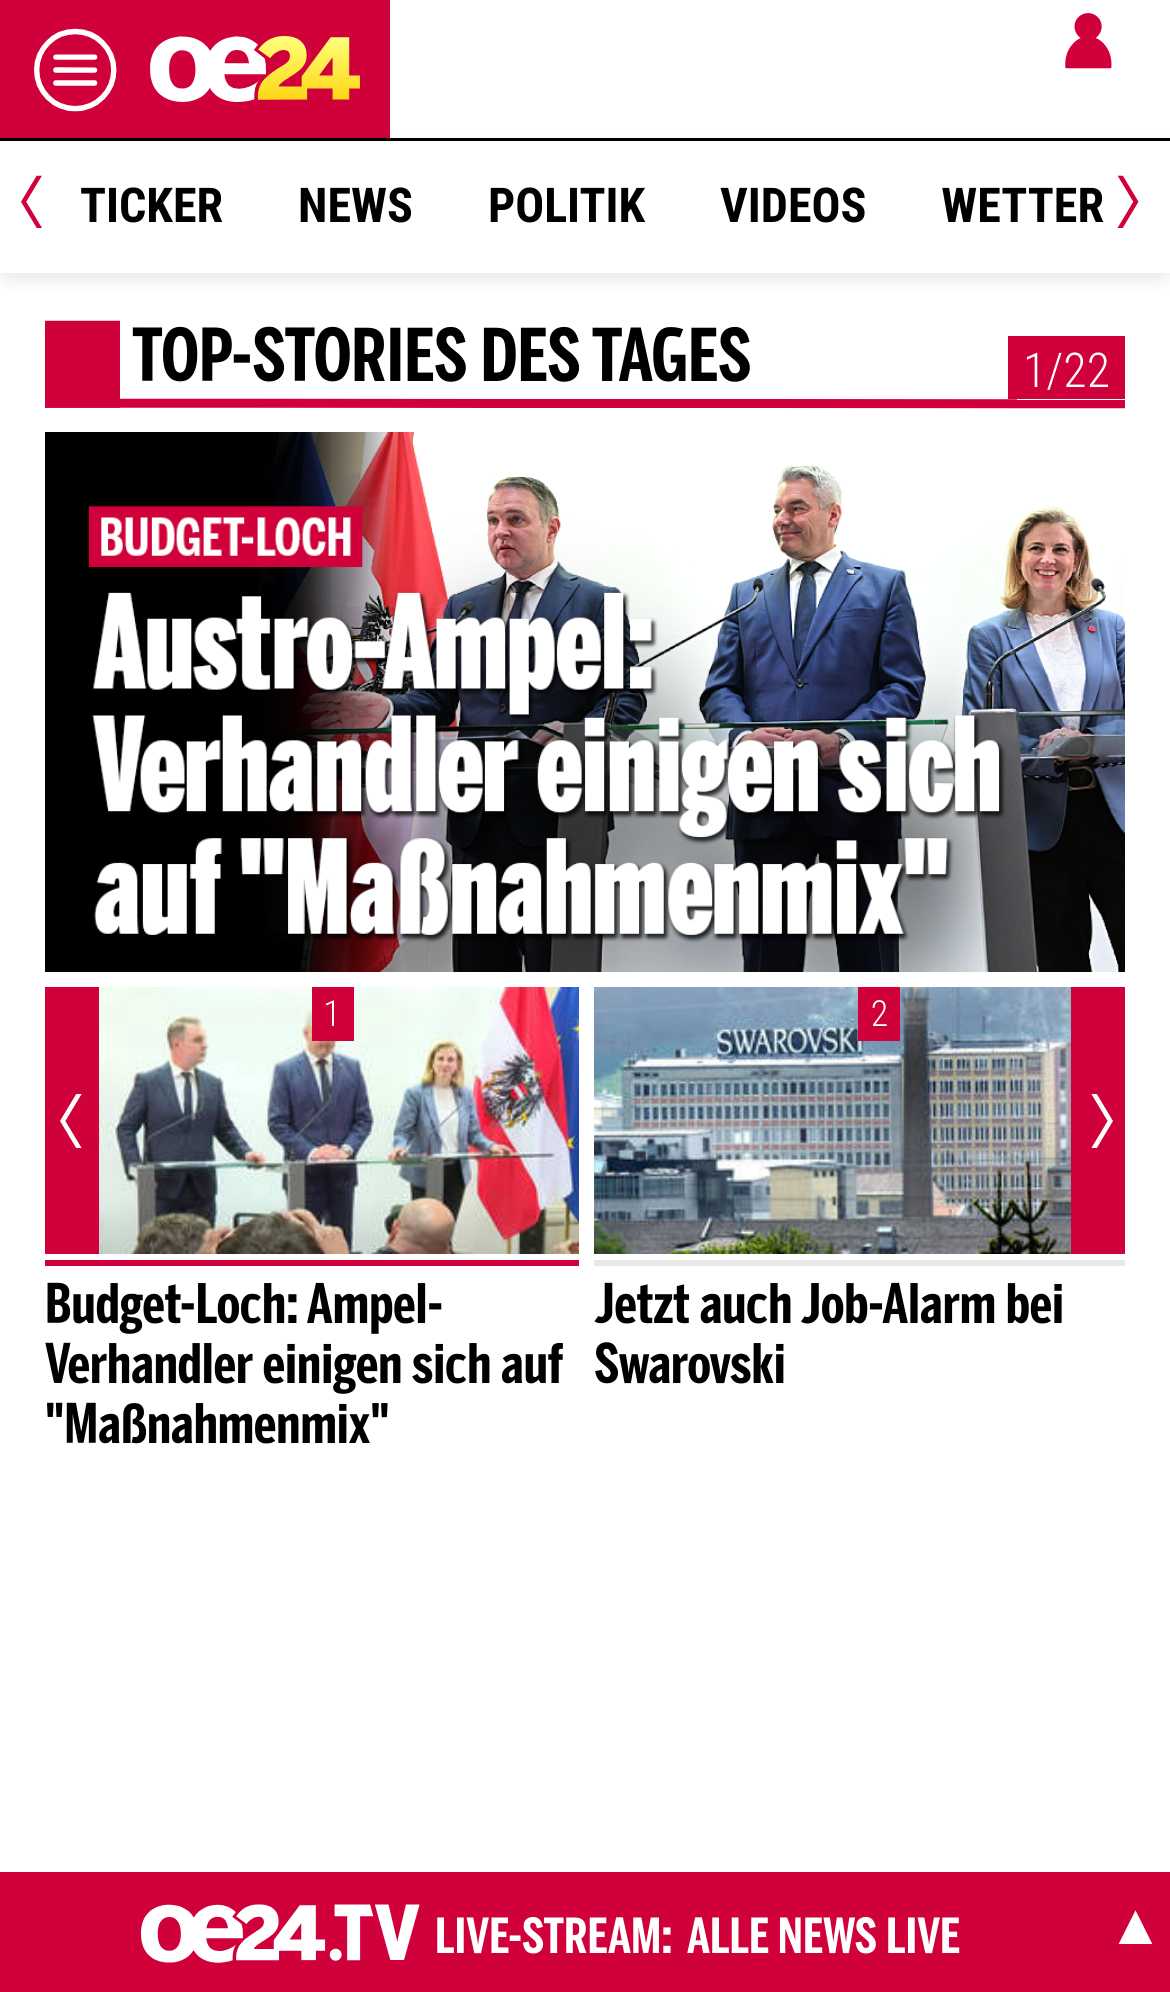 oe24
TICKER NEWS POLITIK VIDEOS WETTER
TOP-STORIES DES TAGES
1/22
BUDGET-LOCH
Austro-Ampel:
Verhandler einigen sich
auf "Maßnahmenmix"
1
2
SWAROVSKI
Budget-Loch: Ampel-
Verhandler einigen sich auf
"Maßnahmenmix"
Jetzt auch Job-Alarm bei
Swarovski
oe24.TV LIVE-STREAM: ALLE NEWS LIVE